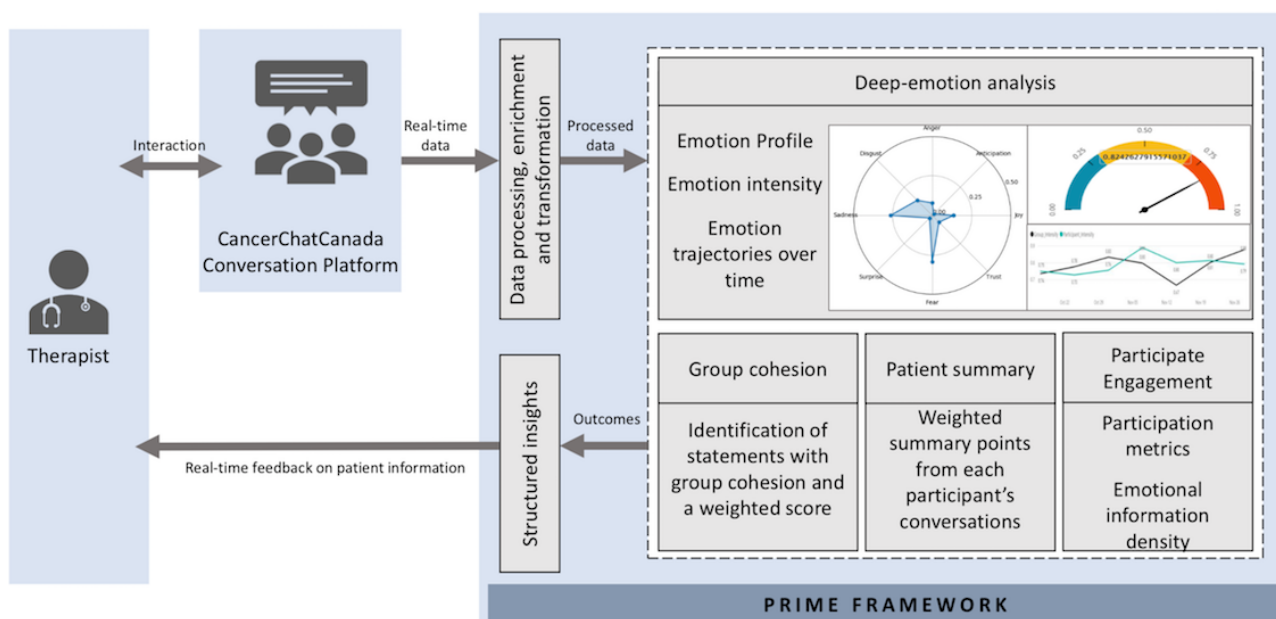 Interaction
CancerChatCanada
Conversation Platform
Therapist
Real-time
data
Data processing, enrichment
and transformation
Processed
data
Deep-emotion analysis
Emotion Profile
Emotion intensity
Emotion
trajectories over
time
Anger
Disgust
Anticipation
0.50
0.25
0.00
Sadness
Joy
Surprise
Trust
Fear
0.50
0.25
0.75
0.00
1.00
Group cohesion
Identification of
statements with
group cohesion and
a weighted score
Patient summary
Weighted
summary points
from each
participant’s
conversations
Participate
Engagement
Participation
metrics
Emotional
information
density
Outcomes
Structured insights
Real-time feedback on patient information
PRIME FRAMEWORK